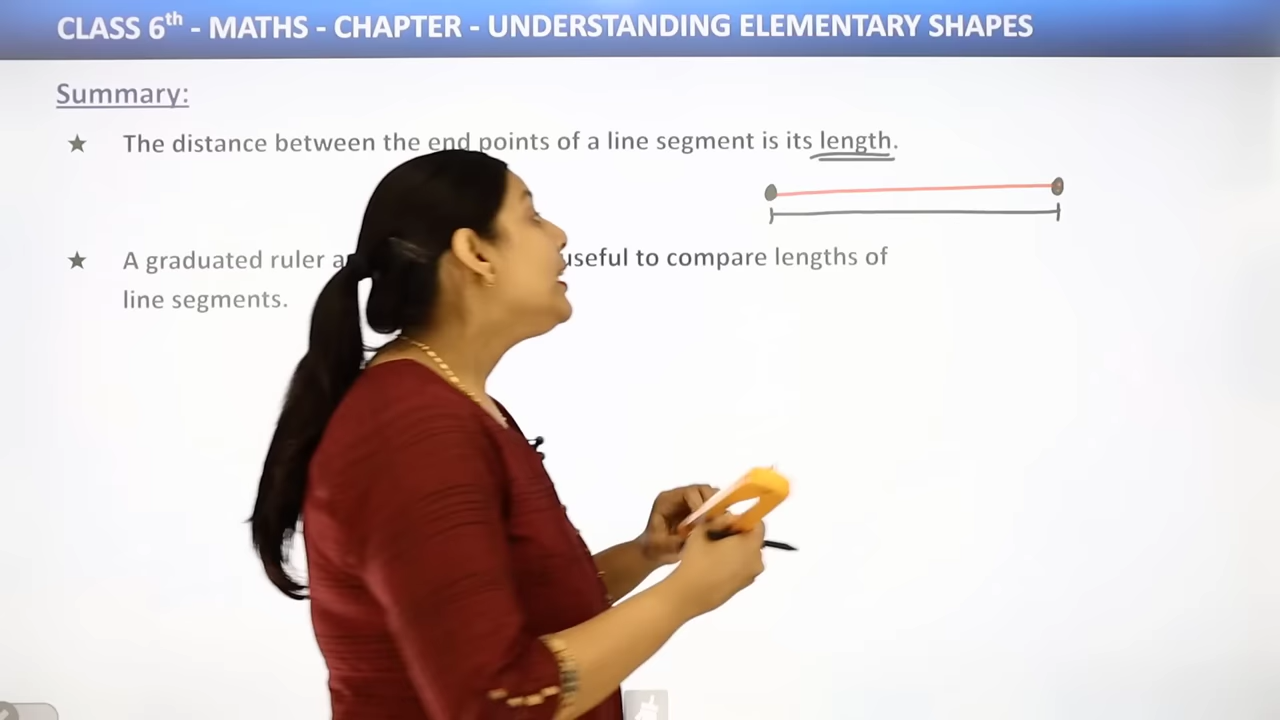 CLASS 6th - MATHS - CHAPTER - UNDERSTANDING ELEMENTARY SHAPES
Summary:
★ The distance between the end points of a line segment is its length.
★ A graduated ruler useful to compare lengths of
line segments.